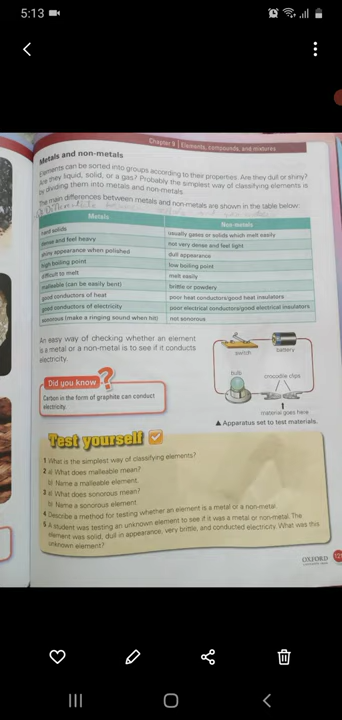 5:13
Chapter 9 | Elements, compounds, and mixtures
Metals and non-metals
Elements can be sorted into groups according to their properties. Are they dull or shiny?
Are they liquid, solid, or a gas? Probably the simplest way of classifying elements is
by dividing them into metals and non-metals.
The main differences between metals and non-metals are shown in the table below:
Metals Non-metals
hard solids usually gases or solids which melt easily
dense and feel heavy not very dense and feel light
shiny appearance when polished dull appearance
high boiling point low boiling point
difficult to melt melt easily
malleable (can be easily bent) brittle or powdery
good conductors of heat poor heat conductors/good heat insulators
good conductors of electricity poor electrical conductors/good electrical insulators
sonorous (make a ringing sound when hit) not sonorous
An easy way of checking whether an element
is a metal or a non-metal is to see if it conducts
electricity.
switch battery
bulb
crocodile clips
material goes here
▲ Apparatus set to test materials.
Did you know ?
Carbon in the form of graphite can conduct
electricity.
Test yourself
1 What is the simplest way of classifying elements?
2 a) What does malleable mean?
b) Name a malleable element.
3 a) What does sonorous mean?
b) Name a sonorous element.
4 Describe a method for testing whether an element is a metal or a non-metal.
5 A student was testing an unknown element to see if it was a metal or non-metal. The
element was solid, dull in appearance, very brittle, and conducted electricity. What was this
unknown element?
OXFORD